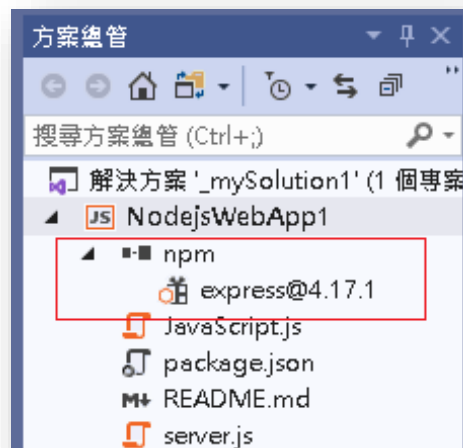 方案總管
搜尋方案總管 (Ctrl+;)
解決方案 '_mySolution1' (1 個專案
JS NodejsWebApp1
npm
express@4.17.1
JavaScript.js
package.json
M+ README.md
server.js